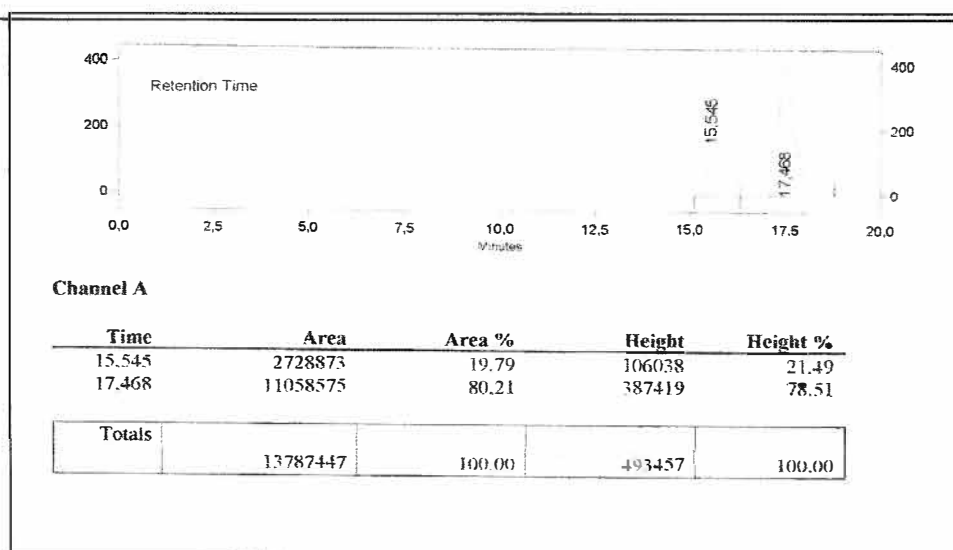 400 400
Retention Time
15,545
200 200
17,468
0 0
0,0 2,5 5,0 7,5 10,0 12,5 15,0 17,5 20,0
Minutes
Channel A
Time Area Area % Height Height %
15,545 2728873 19.79 106038 21.49
17,468 11058575 80,21 387419 78.51
Totals
13787447 100.00 493457 100.00